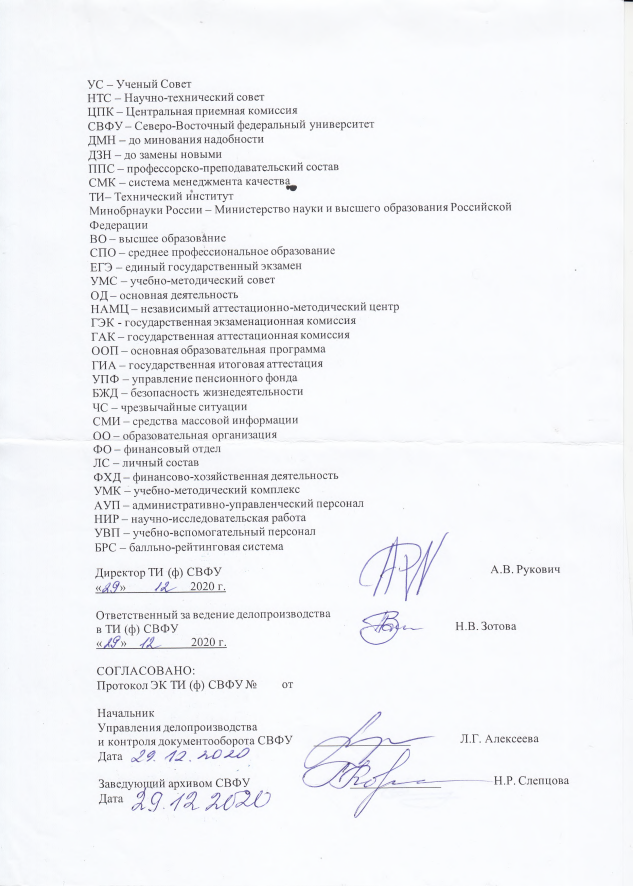 УС – Ученый Совет
НТС – Научно-технический совет
ЦПК – Центральная приемная комиссия
СВФУ – Северо-Восточный федеральный университет
ДМН – до минования надобности
ДЗН – до замены новыми
ППС – профессорско-преподавательский состав
СМК – система менеджмента качества
ТИ– Технический институт
Минобрнауки России – Министерство науки и высшего образования Российской
Федерации
ВО – высшее образование
СПО – среднее профессиональное образование
ЕГЭ – единый государственный экзамен
УМС – учебно-методический совет
ОД – основная деятельность
НАМЦ – независимый аттестационно-методический центр
ГЭК - государственная экзаменационная комиссия
ГАК – государственная аттестационная комиссия
ООП – основная образовательная программа
ГИА – государственная итоговая аттестация
УПФ – управление пенсионного фонда
БЖД – безопасность жизнедеятельности
ЧС – чрезвычайные ситуации
СМИ – средства массовой информации
ОО – образовательная организация
ФО – финансовый отдел
ЛС – личный состав
ФХД – финансово-хозяйственная деятельность
УМК – учебно-методический комплекс
АУП – административно-управленческий персонал
НИР – научно-исследовательская работа
УВП – учебно-вспомогательный персонал
БРС – балльно-рейтинговая система
Директор ТИ (ф) СВФУ А.В. Рукович
«29» 12 2020 г.
Ответственный за ведение делопроизводства
в ТИ (ф) СВФУ Н.В. Зотова
«29» 12 2020 г.
СОГЛАСОВАНО:
Протокол ЭК ТИ (ф) СВФУ № от
Начальник
Управления делопроизводства
и контроля документооборота СВФУ Л.Г. Алексеева
Дата 29.12.2020
Заведующий архивом СВФУ Н.Р. Слепцова
Дата 29.12.2020